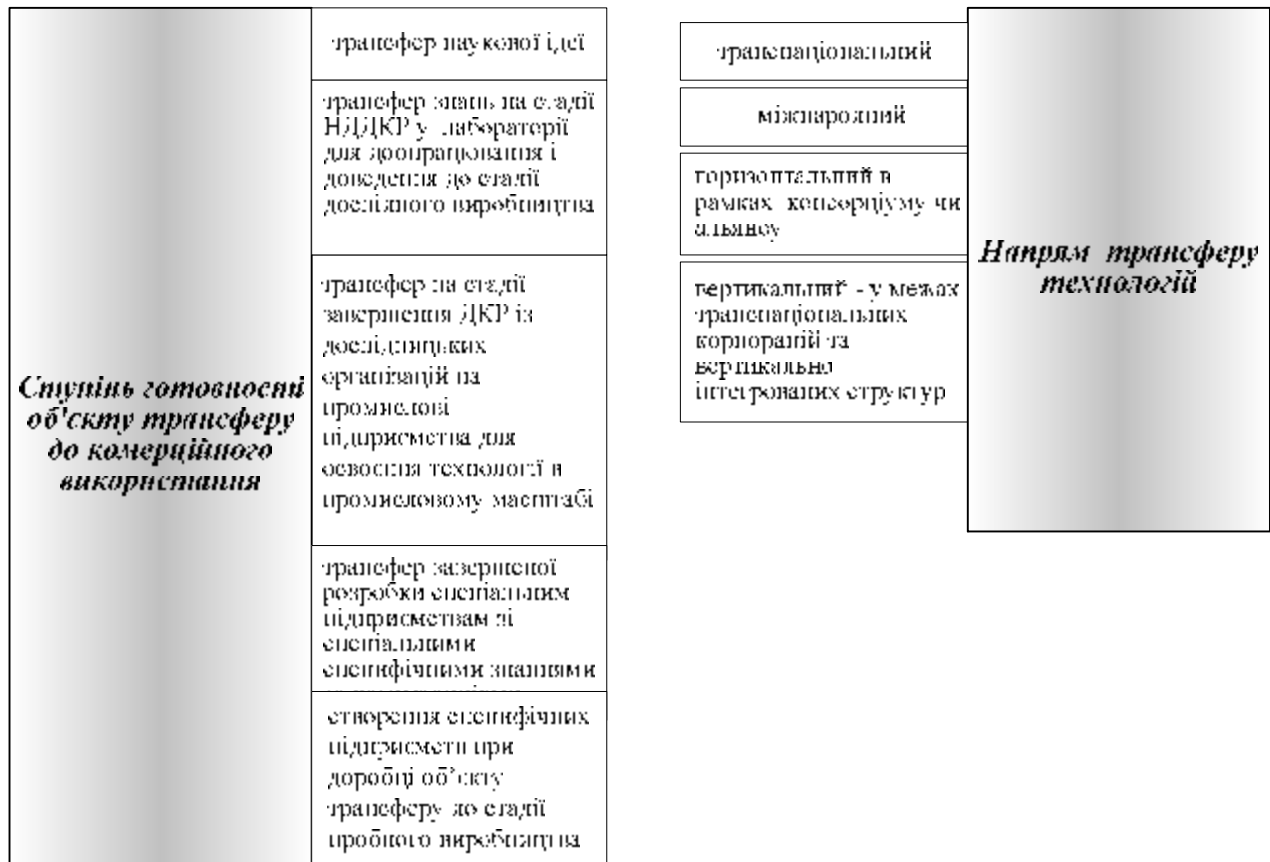 Ступінь готовності
об'єкту трансферу
до комерційного
використання
трансфер наукової ідеї
трансфер знань на стадії
НДДКР у лабораторії
для доопрацювання і
доведення до стадії
дослідного виробництва
трансфер на стадії
завершення ДКР із
дослідницьких
організацій на
промислові
підприємства для
освоєння технології в
промисловому масштабі
трансфер завершеної
розробки спеціальним
підприємствам зі
спеціальними
специфічними знаннями
створення специфічних
підприємств при
доробці об’єкту
трансферу до стадії
пробного виробництва
транснаціональний
міжнародний
горизонтальний в
рамках консорціуму чи
альянсу
вертикальний - у межах
транснаціональних
корпорацій та
вертикально
інтегрованих структур
Напрям трансферу
технологій